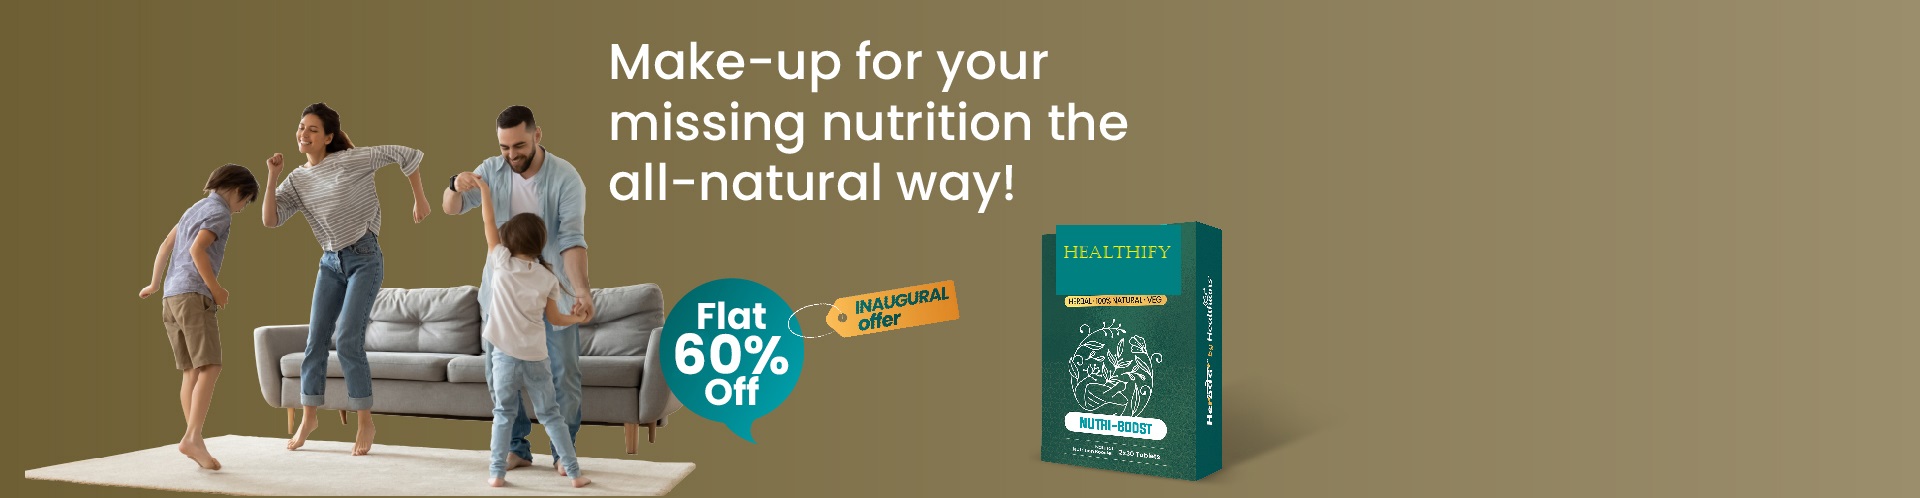 Make-up for your
missing nutrition the
all-natural way!
Flat
60%
Off
INAUGURAL
offer
HEALTHIFY
HERBAL·100% NATURAL·VEG
NUTRI-BOOST
2x30 Tablets
by